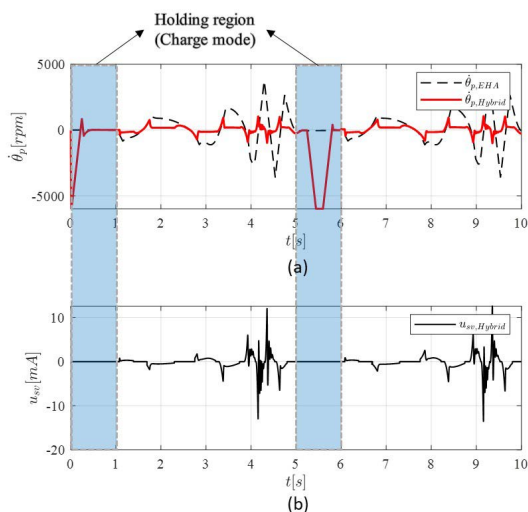 Holding region
(Charge mode)
5000
0
-5000
θ̇p[rpm]
θ̇p,EHA
θ̇p,Hybrid
0 1 2 3 4 5 6 7 8 9 10
t[s]
(a)
10
0
-10
-20
usv[mA]
usv,Hybrid
0 1 2 3 4 5 6 7 8 9 10
t[s]
(b)